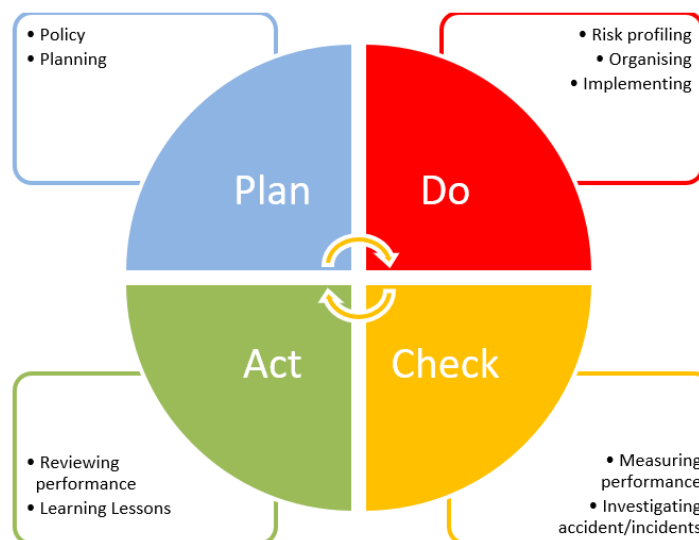 • Policy
• Planning
• Risk profiling
• Organising
• Implementing
Plan
Do
Act
Check
• Reviewing
performance
• Learning Lessons
• Measuring
performance
• Investigating
accident/incidents